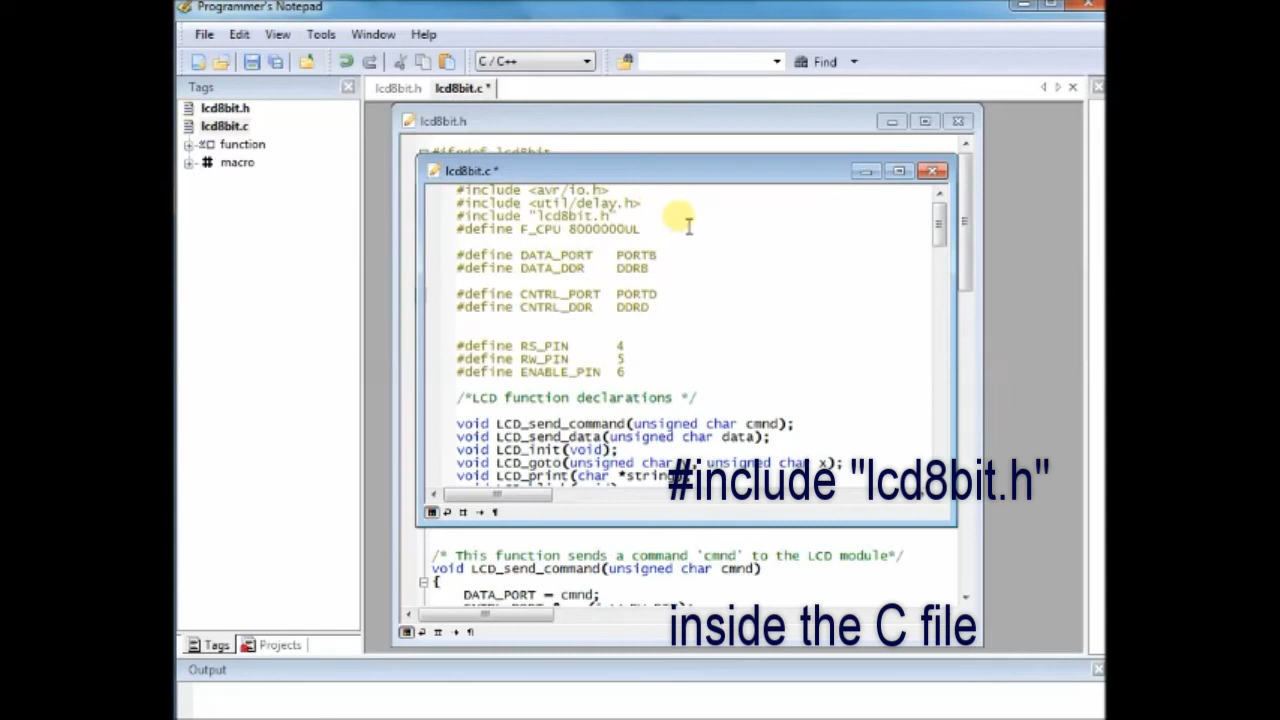 Programmer's Notepad
File Edit View Tools Window Help
C / C++ Find
Tags
lcd8bit.h lcd8bit.c *
lcd8bit.h
lcd8bit.c
function
macro
lcd8bit.h
#ifndef lcd8bit
lcd8bit.c *
#include <avr/io.h>
#include <util/delay.h>
#include "lcd8bit.h"
#define F_CPU 8000000UL
#define DATA_PORT PORTB
#define DATA_DDR DDRB
#define CNTRL_PORT PORTD
#define CNTRL_DDR DDRD
#define RS_PIN 4
#define RW_PIN 5
#define ENABLE_PIN 6
/*LCD function declarations */
void LCD_send_command(unsigned char cmnd);
void LCD_send_data(unsigned char data);
void LCD_init(void);
void LCD_goto(unsigned char y, unsigned char x);
void LCD_print(char *string);
#include "lcd8bit.h"
/* This function sends a command 'cmnd' to the LCD module*/
void LCD_send_command(unsigned char cmnd)
{
DATA_PORT = cmnd;
inside the C file
Tags Projects
Output